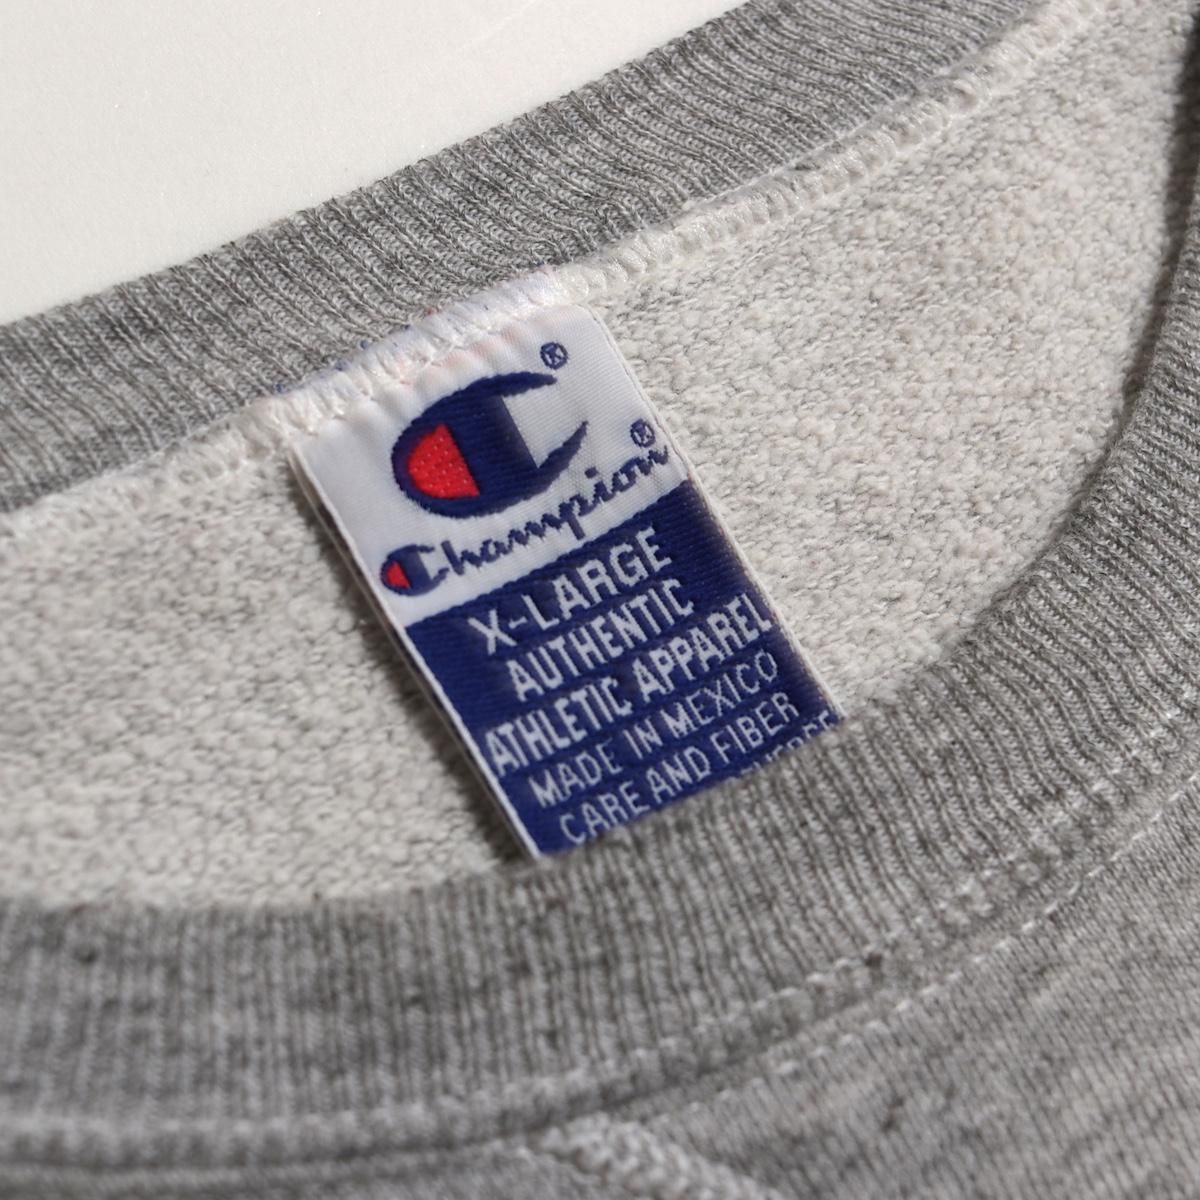 ®
Champion®
X-LARGE
AUTHENTIC
ATHLETIC APPAREL
MADE IN MEXICO
CARE AND FIBER